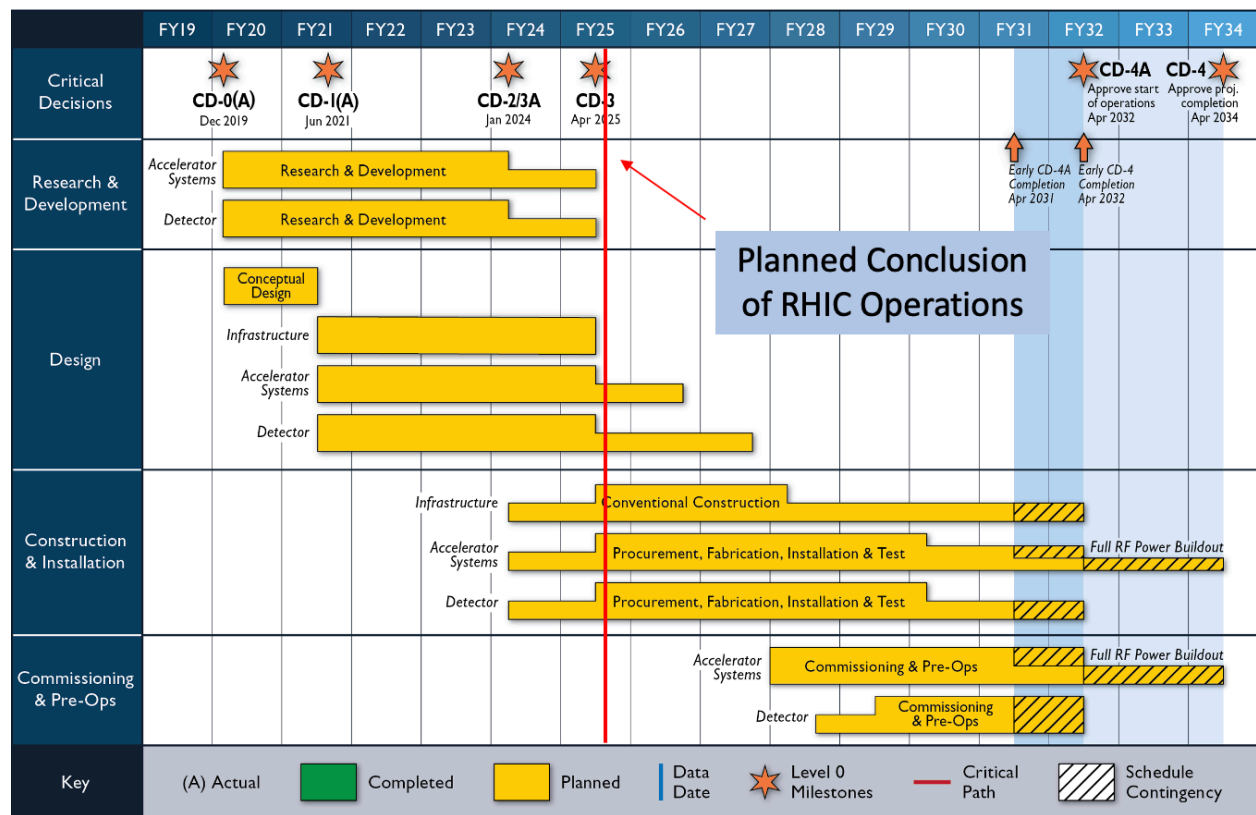 FY19 FY20 FY21 FY22 FY23 FY24 FY25 FY26 FY27 FY28 FY29 FY30 FY31 FY32 FY33 FY34
Critical
Decisions
CD-0(A)
Dec 2019
CD-1(A)
Jun 2021
CD-2/3A
Jan 2024
CD-3
Apr 2025
CD-4A
Approve start
of operations
Apr 2032
CD-4
Approve proj.
completion
Apr 2034
Research &
Development
Accelerator
Systems
Research & Development
Detector
Research & Development
Early CD-4A
Completion
Apr 2031
Early CD-4
Completion
Apr 2032
Planned Conclusion
of RHIC Operations
Design
Conceptual
Design
Infrastructure
Accelerator
Systems
Detector
Construction
& Installation
Infrastructure
Conventional Construction
Accelerator
Systems
Procurement, Fabrication, Installation & Test
Full RF Power Buildout
Detector
Procurement, Fabrication, Installation & Test
Commissioning
& Pre-Ops
Accelerator
Systems
Commissioning & Pre-Ops
Full RF Power Buildout
Detector
Commissioning
& Pre-Ops
Key
(A) Actual
Completed
Planned
Data
Date
Level 0
Milestones
Critical
Path
Schedule
Contingency